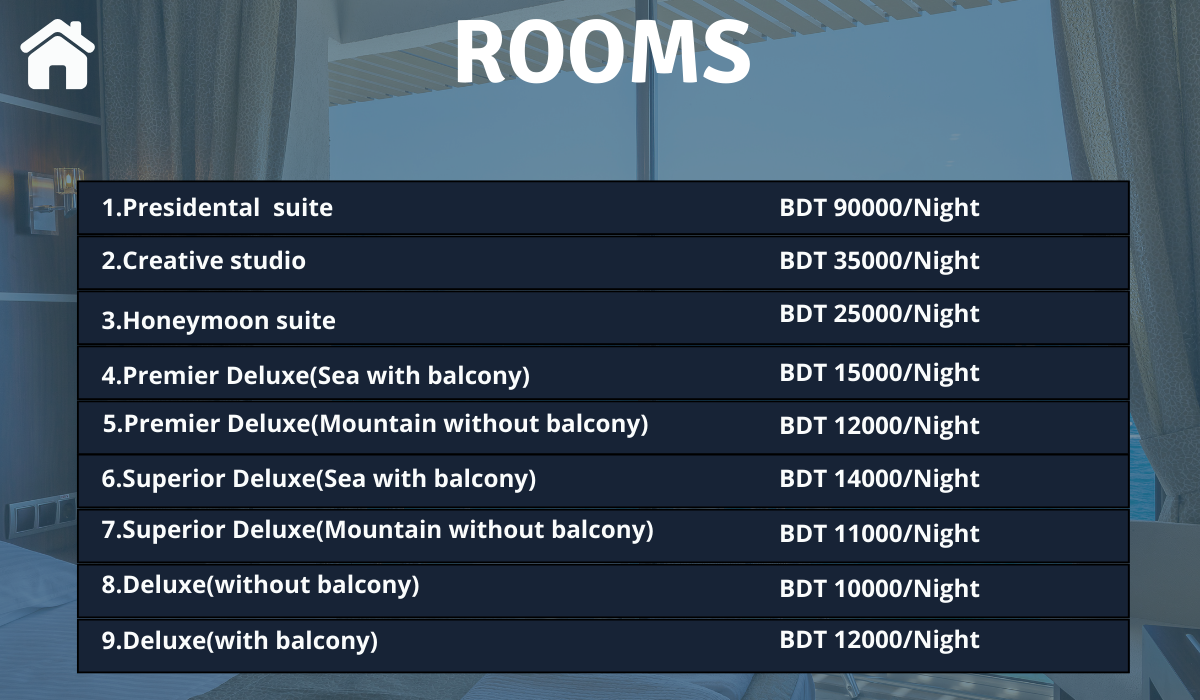 ROOMS
1.Presidental  suite BDT 90000/Night
2.Creative studio BDT 35000/Night
3.Honeymoon suite BDT 25000/Night
4.Premier Deluxe(Sea with balcony) BDT 15000/Night
5.Premier Deluxe(Mountain without balcony) BDT 12000/Night
6.Superior Deluxe(Sea with balcony) BDT 14000/Night
7.Superior Deluxe(Mountain without balcony) BDT 11000/Night
8.Deluxe(without balcony) BDT 10000/Night
9.Deluxe(with balcony) BDT 12000/Night